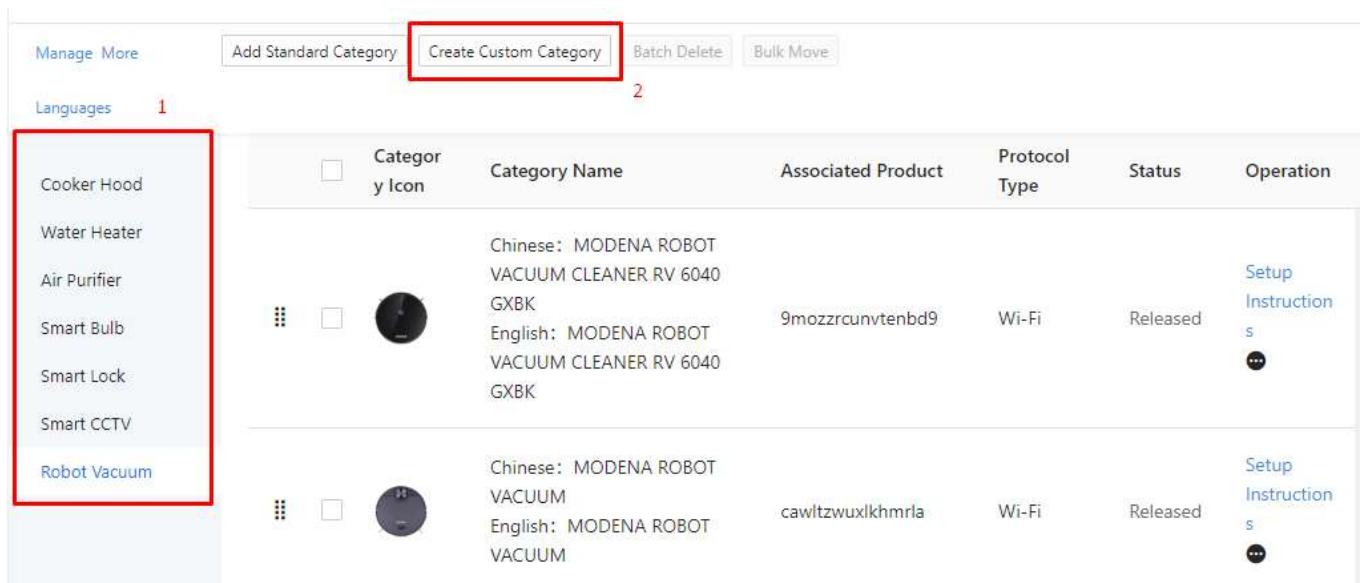 Manage More
Languages
Add Standard Category
Create Custom Category
Batch Delete
Bulk Move
1
2
Cooker Hood
Water Heater
Air Purifier
Smart Bulb
Smart Lock
Smart CCTV
Robot Vacuum
Categor
y Icon
Category Name
Associated Product
Protocol
Type
Status
Operation
Chinese：MODENA ROBOT
VACUUM CLEANER RV 6040
GXBK
English：MODENA ROBOT
VACUUM CLEANER RV 6040
GXBK
9mozzrcunvtenbd9
Wi-Fi
Released
Setup
Instruction
s
Chinese：MODENA ROBOT
VACUUM
English：MODENA ROBOT
VACUUM
cawltzwuxlkhmrla
Wi-Fi
Released
Setup
Instruction
s